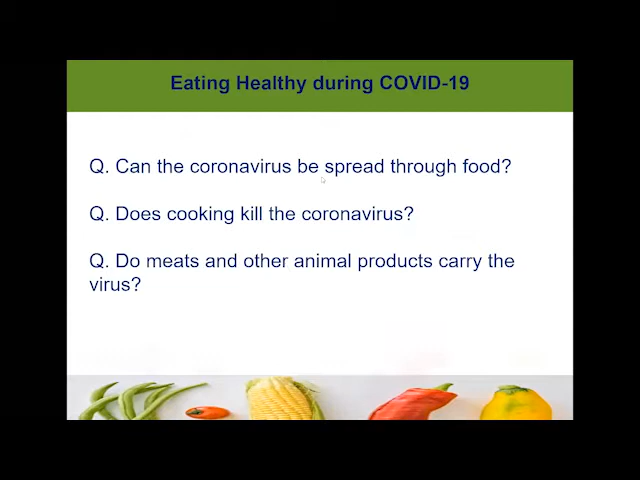 Eating Healthy during COVID-19
Q. Can the coronavirus be spread through food?
Q. Does cooking kill the coronavirus?
Q. Do meats and other animal products carry the
virus?